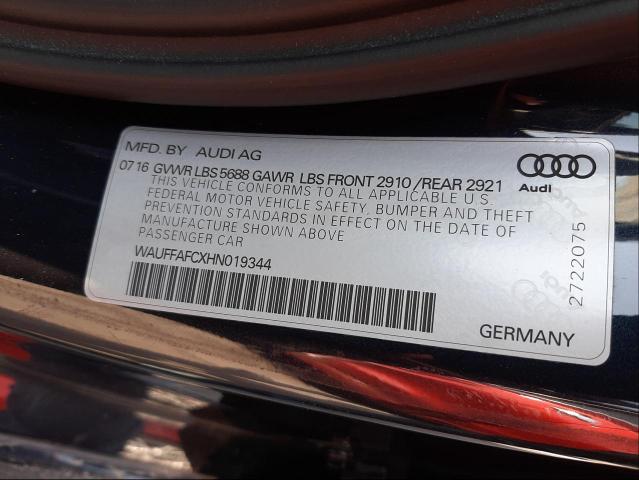 MFD. BY AUDI AG
07 16 GVWR LBS 5688 GAWR LBS FRONT 2910 /REAR 2921
THIS VEHICLE CONFORMS TO ALL APPLICABLE U.S.
FEDERAL MOTOR VEHICLE SAFETY, BUMPER AND THEFT
PREVENTION STANDARDS IN EFFECT ON THE DATE OF
MANUFACTURE SHOWN ABOVE
PASSENGER CAR
WAUFFAFCXHN019344
Audi
2722075
GERMANY